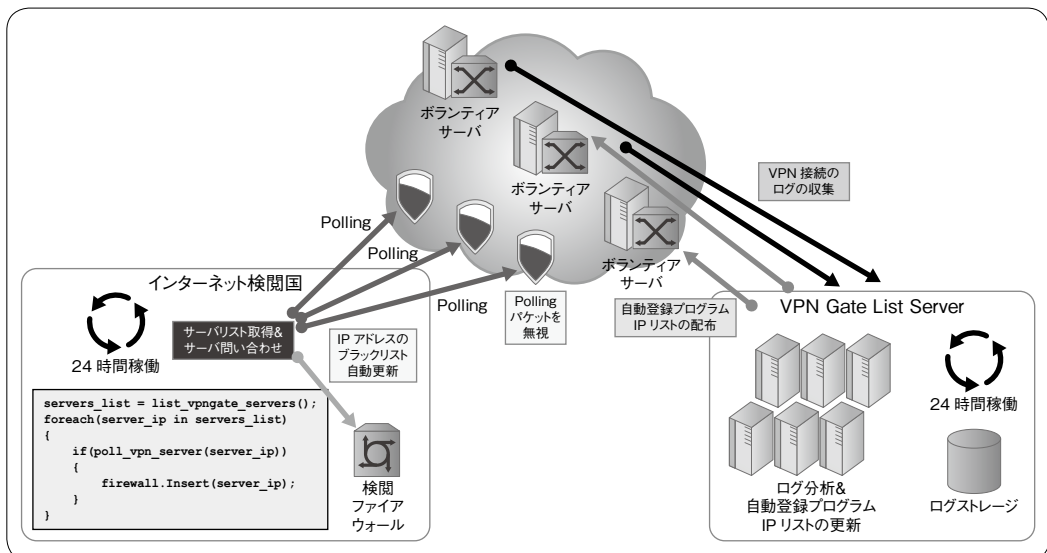 ボランティア
サーバ
ボランティア
サーバ
ボランティア
サーバ
VPN 接続の
ログの収集
Polling
Polling
Polling
Polling
パケットを
無視
自動登録プログラム
IP リストの配布
インターネット検閲国
24 時間稼働
サーバリスト取得&
サーバ問い合わせ
IP アドレスの
ブラックリスト
自動更新
servers_list = list_vpngate_servers();
foreach(server_ip in servers_list)
{
    if(poll_vpn_server(server_ip))
    {
        firewall.Insert(server_ip);
    }
}
検閲
ファイア
ウォール
VPN Gate List Server
24 時間稼働
ログ分析&
自動登録プログラム
IP リストの更新
ログストレージ